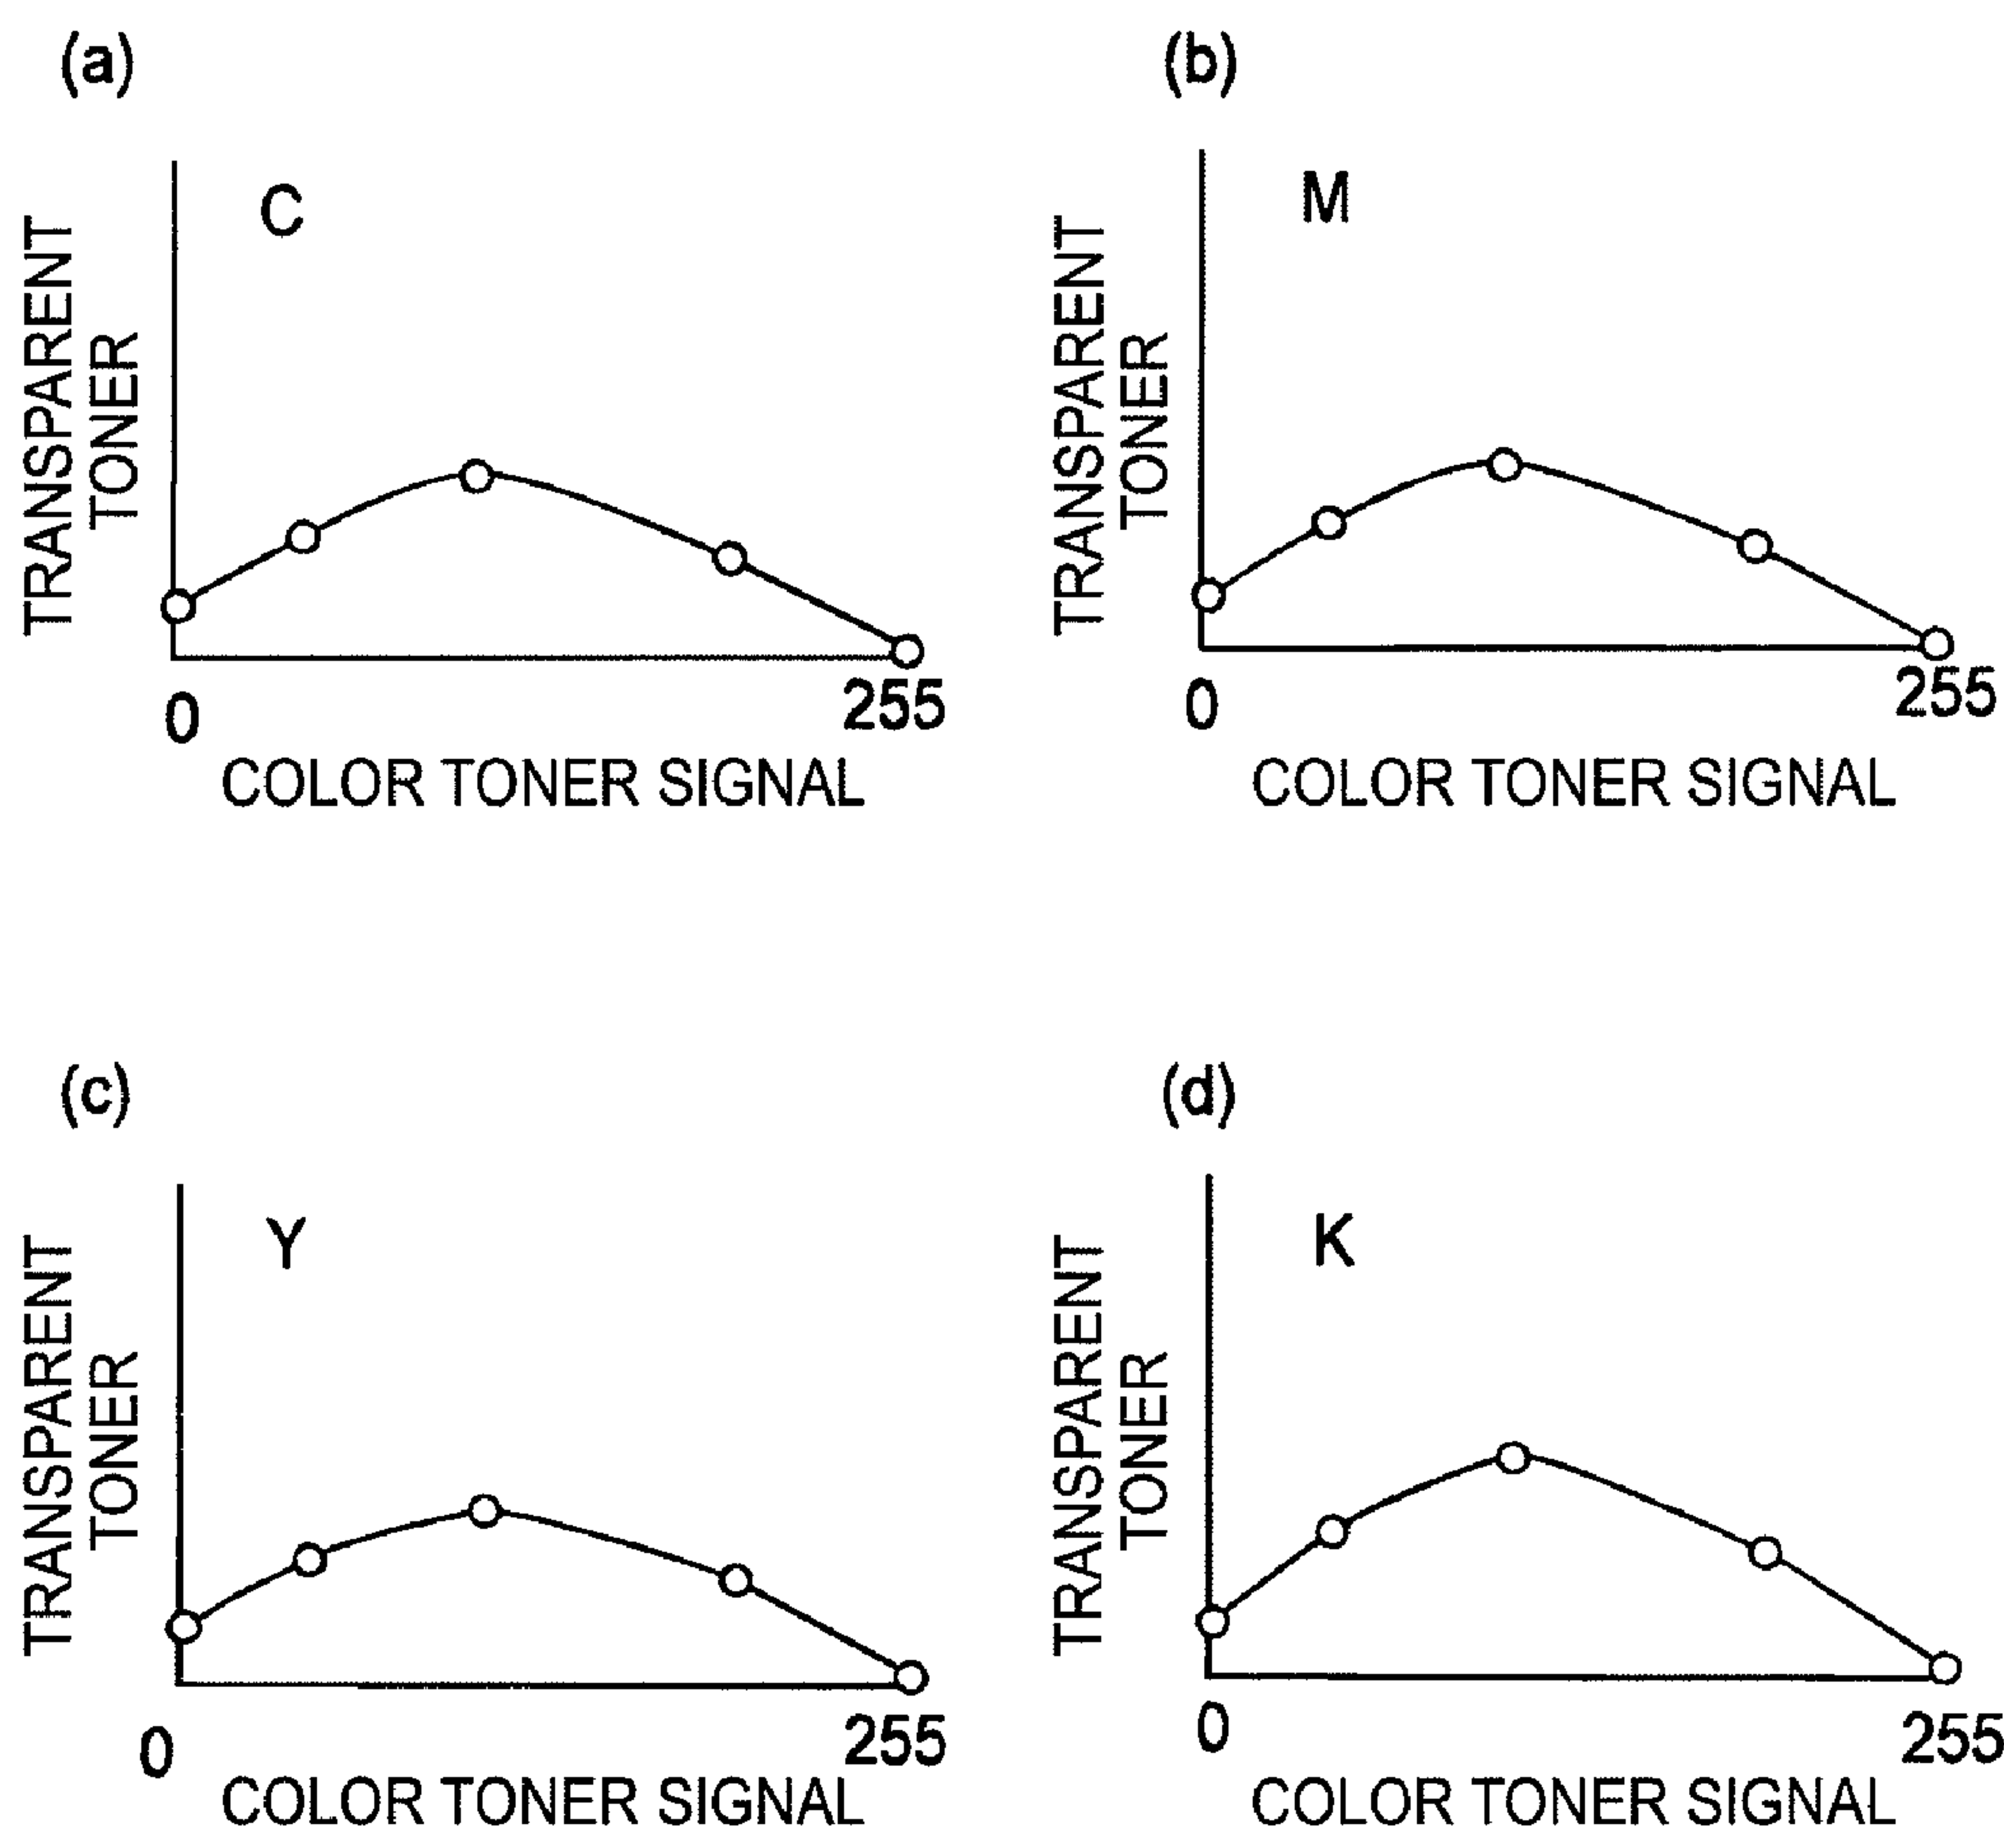 (a)
C
TRANSPARENT
TONER
0
255
COLOR TONER SIGNAL
(b)
M
TRANSPARENT
TONER
0
255
COLOR TONER SIGNAL
(c)
Y
TRANSPARENT
TONER
0
255
COLOR TONER SIGNAL
(d)
K
TRANSPARENT
TONER
0
255
COLOR TONER SIGNAL